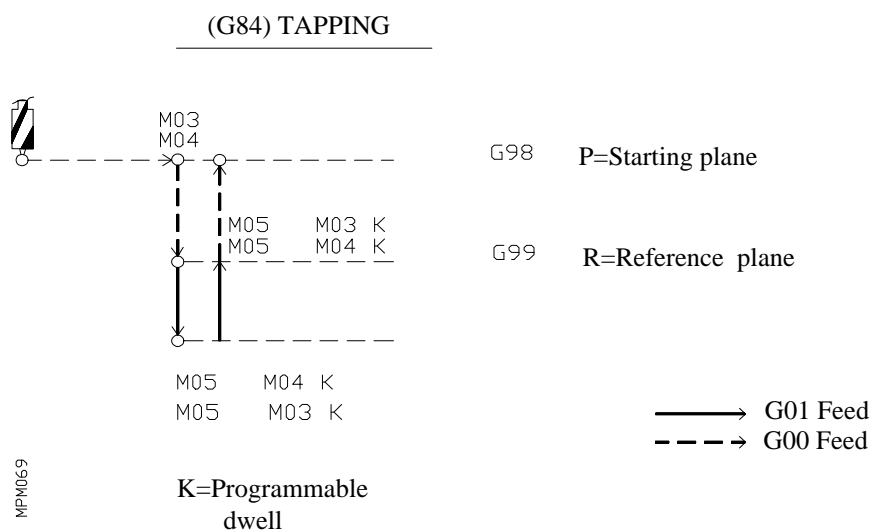 (G84) TAPPING
M03
M04
G98 P=Starting plane
M05 M03 K
M05 M04 K
G99 R=Reference plane
M05 M04 K
M05 M03 K
G01 Feed
G00 Feed
MPM069
K=Programmable
dwell